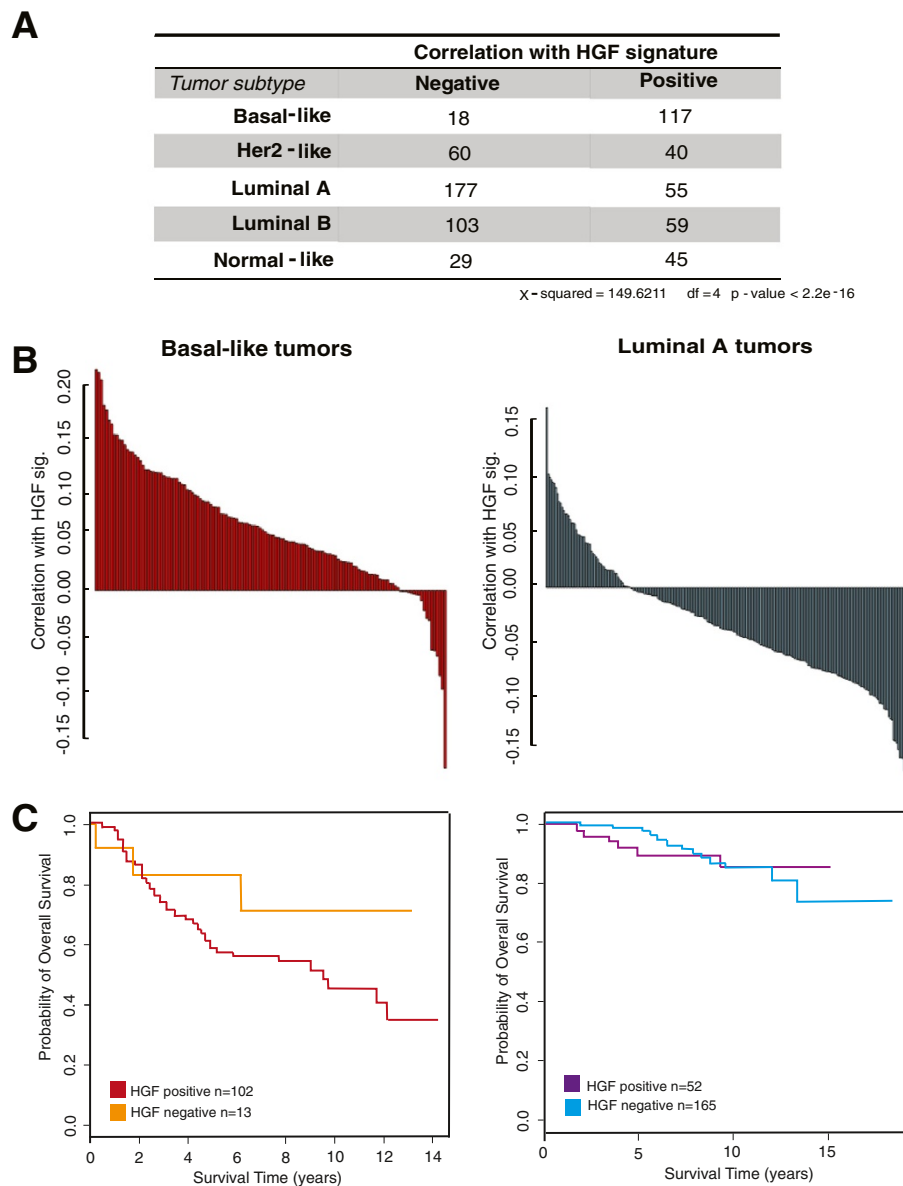 A
Correlation with HGF signature
Tumor subtype Negative Positive
Basal-like 18 117
Her2-like 60 40
Luminal A 177 55
Luminal B 103 59
Normal-like 29 45
X-squared = 149.6211 df=4 p-value < 2.2e-16
B
Basal-like tumors
Correlation with HGF sig.
0.20
0.15
0.10
0.05
0.00
-0.05
-0.10
-0.15
Luminal A tumors
Correlation with HGF sig.
0.15
0.10
0.05
0.00
-0.05
-0.10
-0.15
C
Probability of Overall Survival
1.0
0.8
0.6
0.4
0.2
0.0
HGF positive n=102
HGF negative n=13
0 2 4 6 8 10 12 14
Survival Time (years)
Probability of Overall Survival
1.0
0.8
0.6
0.4
0.2
0.0
HGF positive n=52
HGF negative n=165
0 5 10 15
Survival Time (years)